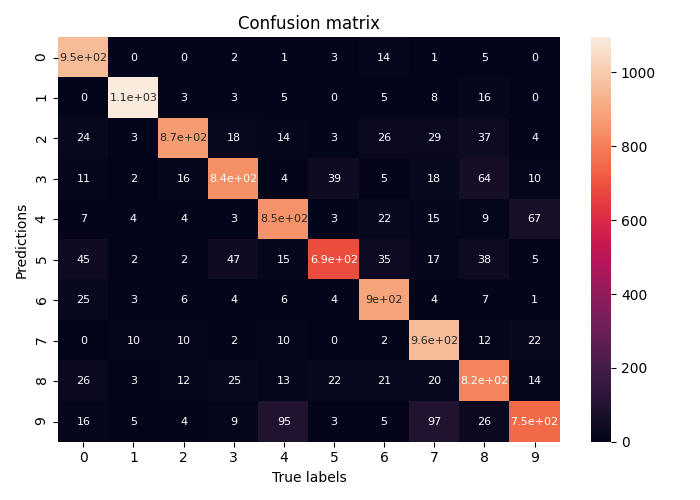 Confusion matrix
0 9.5e+02 0 0 2 1 3 14 1 5 0
1 0 1.1e+03 3 3 5 0 5 8 16 0
2 24 3 8.7e+02 18 14 3 26 29 37 4
3 11 2 16 8.4e+02 4 39 5 18 64 10
4 7 4 4 3 8.5e+02 3 22 15 9 67
5 45 2 2 47 15 6.9e+02 35 17 38 5
6 25 3 6 4 6 4 9e+02 4 7 1
7 0 10 10 2 10 0 2 9.6e+02 12 22
8 26 3 12 25 13 22 21 20 8.2e+02 14
9 16 5 4 9 95 3 5 97 26 7.5e+02
0 1 2 3 4 5 6 7 8 9
True labels
Predictions
1000
800
600
400
200
0